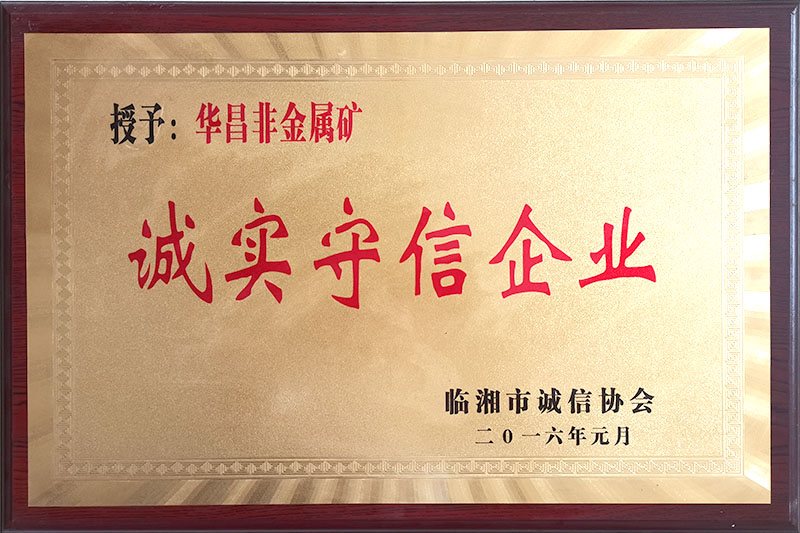 授予：华昌非金属矿
诚实守信企业
临湘市诚信协会
二0一六年元月